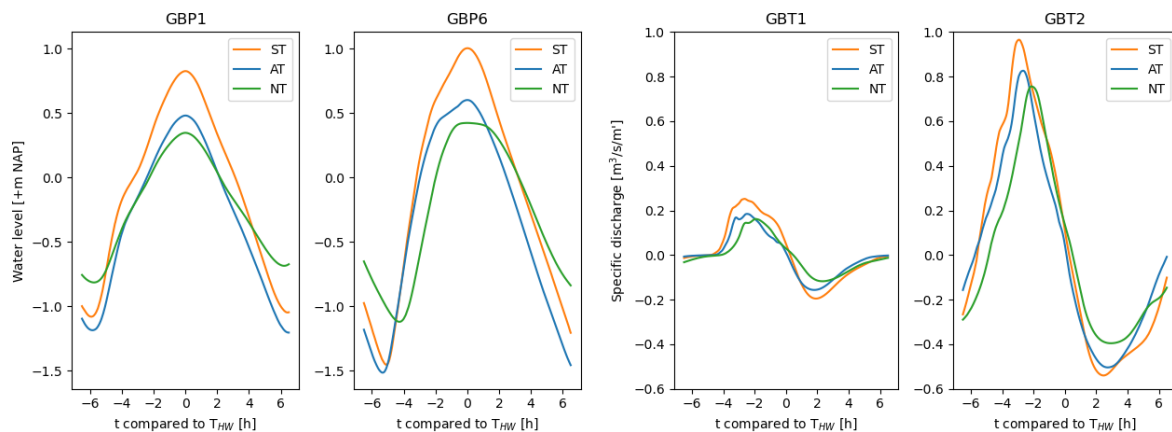 GBP1
ST
AT
NT
Water level [+m NAP]
1.0
0.5
0.0
−0.5
−1.0
−1.5
−6 −4 −2 0 2 4 6
t compared to T_HW [h]
GBP6
ST
AT
NT
1.0
0.5
0.0
−0.5
−1.0
−1.5
−6 −4 −2 0 2 4 6
t compared to T_HW [h]
GBT1
ST
AT
NT
Specific discharge [m³/s/m¹]
1.0
0.8
0.6
0.4
0.2
0.0
−0.2
−0.4
−0.6
−6 −4 −2 0 2 4 6
t compared to T_HW [h]
GBT2
ST
AT
NT
1.0
0.8
0.6
0.4
0.2
0.0
−0.2
−0.4
−0.6
−6 −4 −2 0 2 4 6
t compared to T_HW [h]